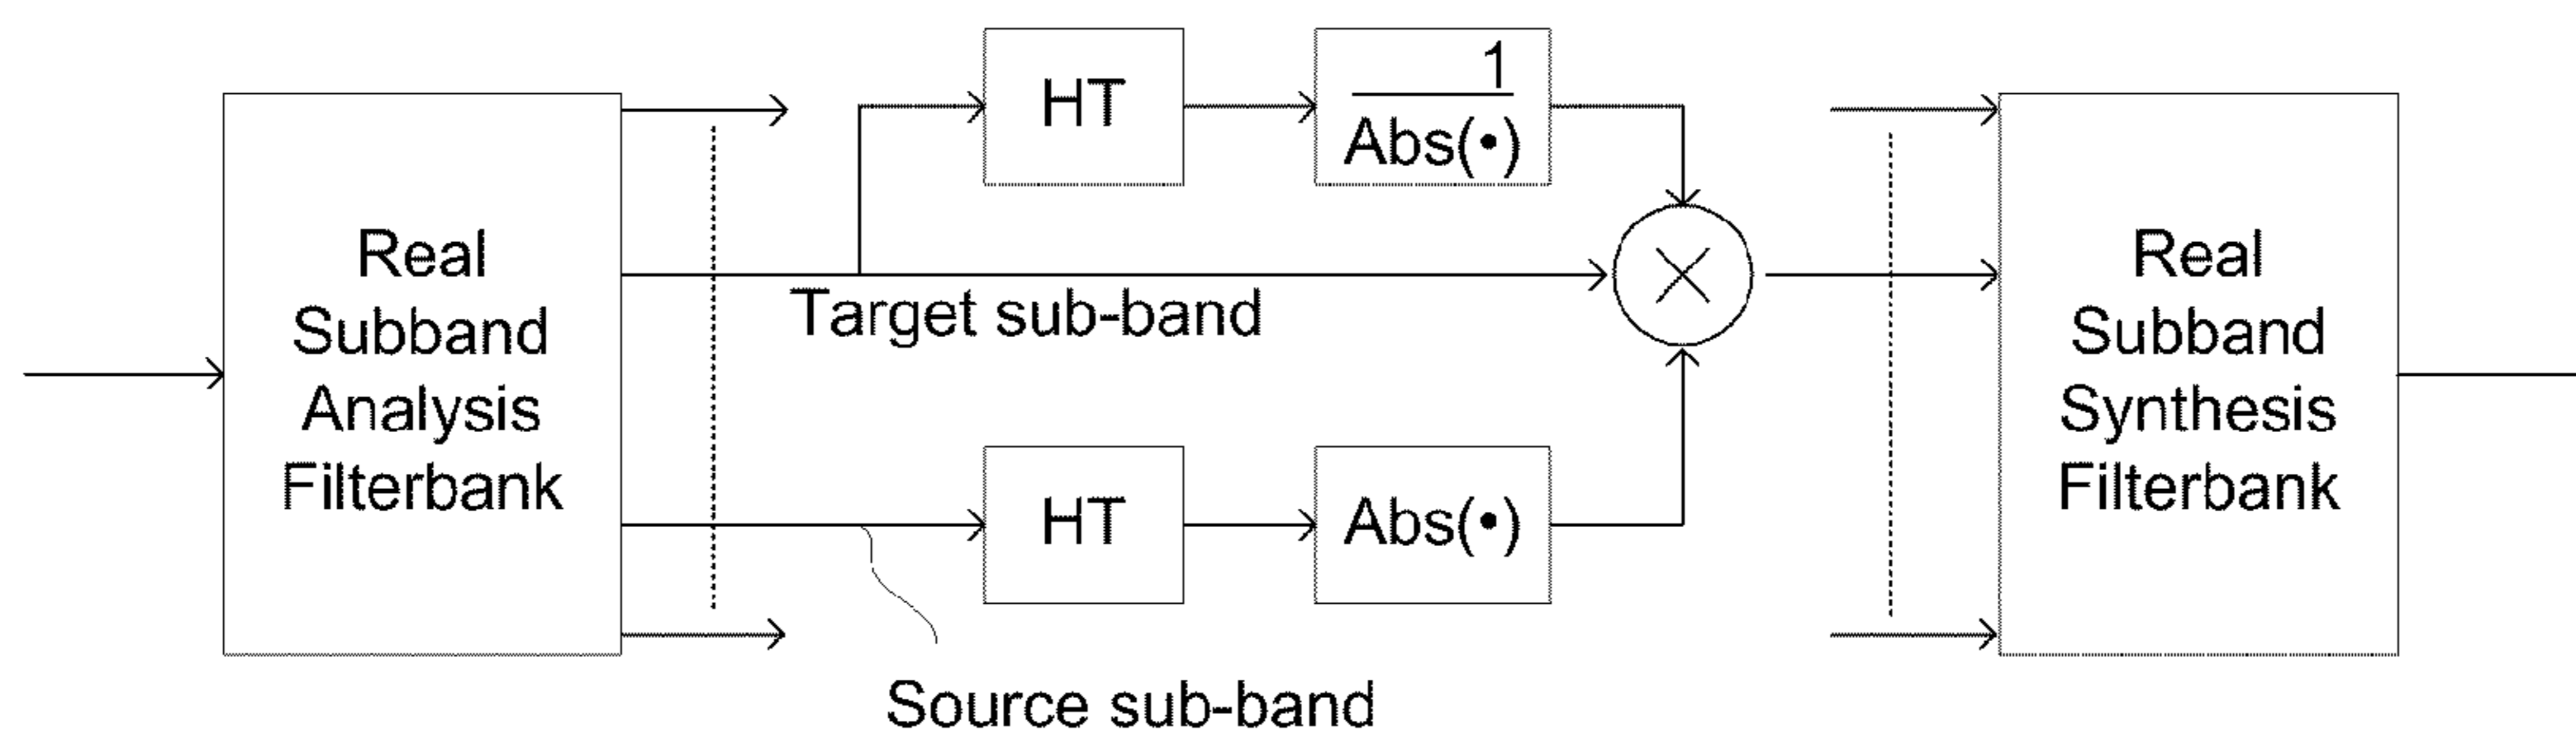 Real
Subband
Analysis
Filterbank
HT
1
Abs(•)
Target sub-band
HT
Abs(•)
Source sub-band
Real
Subband
Synthesis
Filterbank